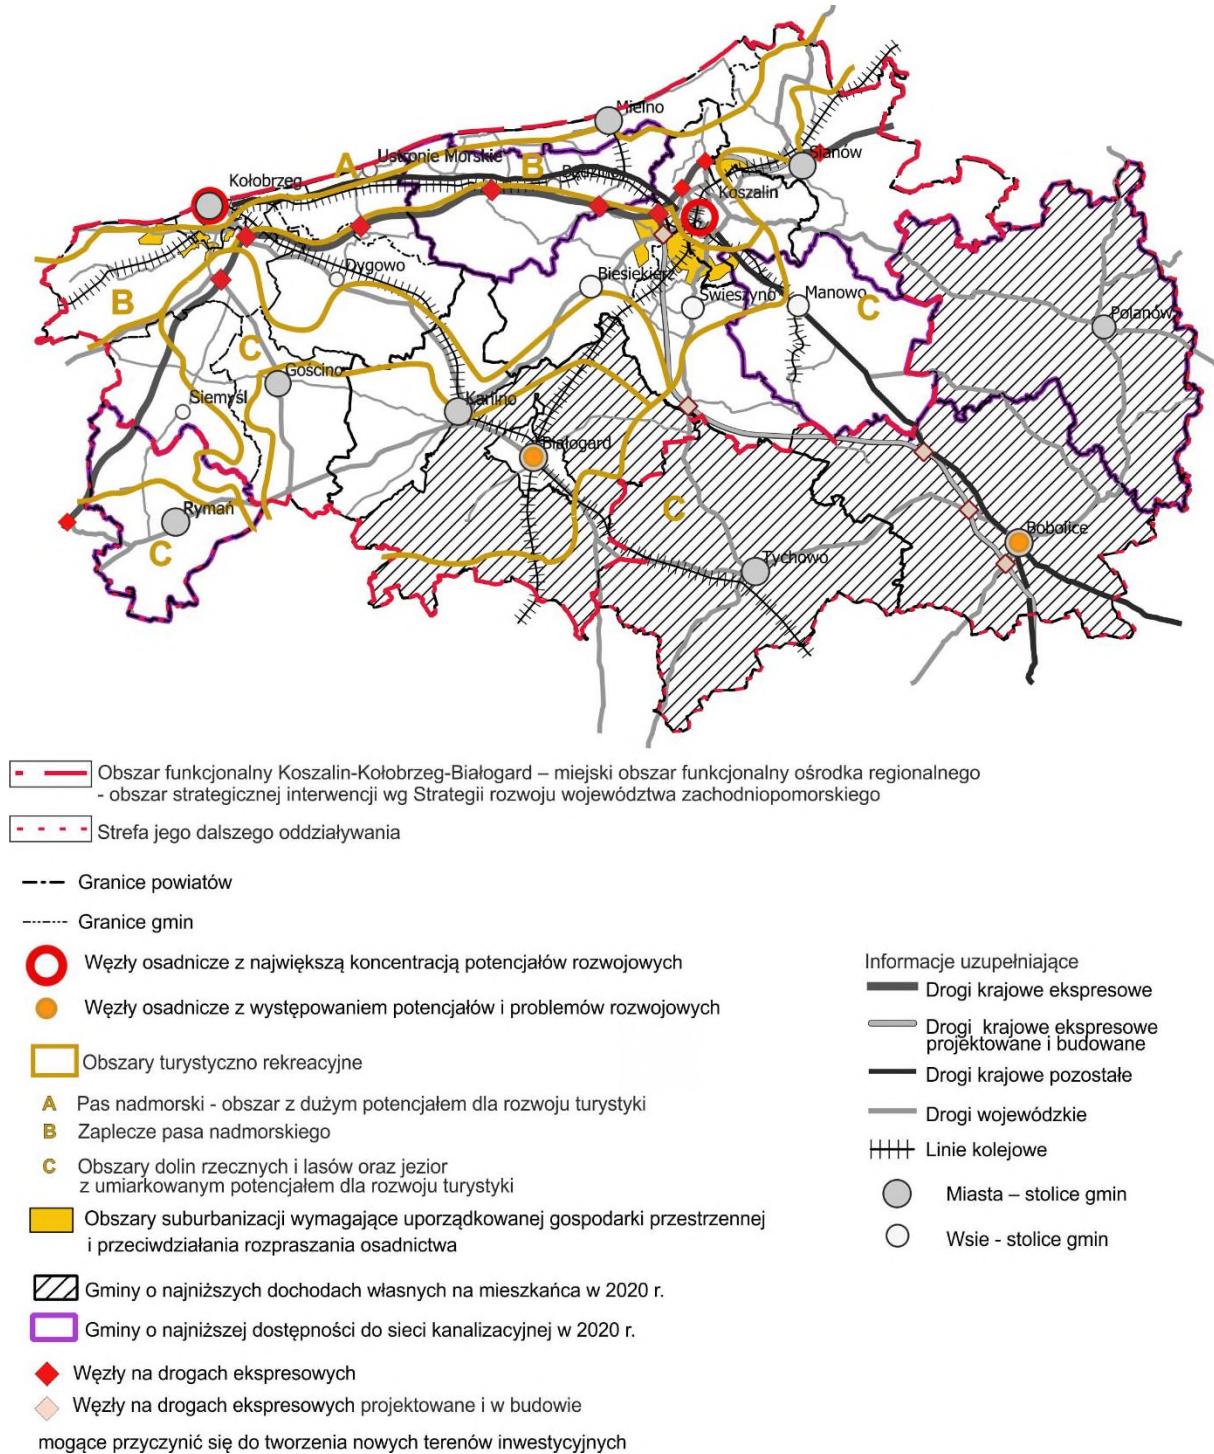 Mielno
Sianów
A
Ustronie Morskie
B
Będzino
Kołobrzeg
Koszalin
Dygowo
Biesiekierz
Świeszyno
Manowo
C
Polanów
B
C
Gościno
Siemyśl
Karlino
Białogard
C
Rymań
C
Tychowo
Bobolice
Obszar funkcjonalny Koszalin-Kołobrzeg-Białogard – miejski obszar funkcjonalny ośrodka regionalnego
- obszar strategicznej interwencji wg Strategii rozwoju województwa zachodniopomorskiego
Strefa jego dalszego oddziaływania
Granice powiatów
Granice gmin
Węzły osadnicze z największą koncentracją potencjałów rozwojowych
Węzły osadnicze z występowaniem potencjałów i problemów rozwojowych
Obszary turystyczno rekreacyjne
A Pas nadmorski - obszar z dużym potencjałem dla rozwoju turystyki
B Zaplecze pasa nadmorskiego
C Obszary dolin rzecznych i lasów oraz jezior
z umiarkowanym potencjałem dla rozwoju turystyki
Obszary suburbanizacji wymagające uporządkowanej gospodarki przestrzennej
i przeciwdziałania rozpraszania osadnictwa
Gminy o najniższych dochodach własnych na mieszkańca w 2020 r.
Gminy o najniższej dostępności do sieci kanalizacyjnej w 2020 r.
Węzły na drogach ekspresowych
Węzły na drogach ekspresowych projektowane i w budowie
mogące przyczynić się do tworzenia nowych terenów inwestycyjnych
Informacje uzupełniające
Drogi krajowe ekspresowe
Drogi krajowe ekspresowe
projektowane i budowane
Drogi krajowe pozostałe
Drogi wojewódzkie
Linie kolejowe
Miasta – stolice gmin
Wsie - stolice gmin